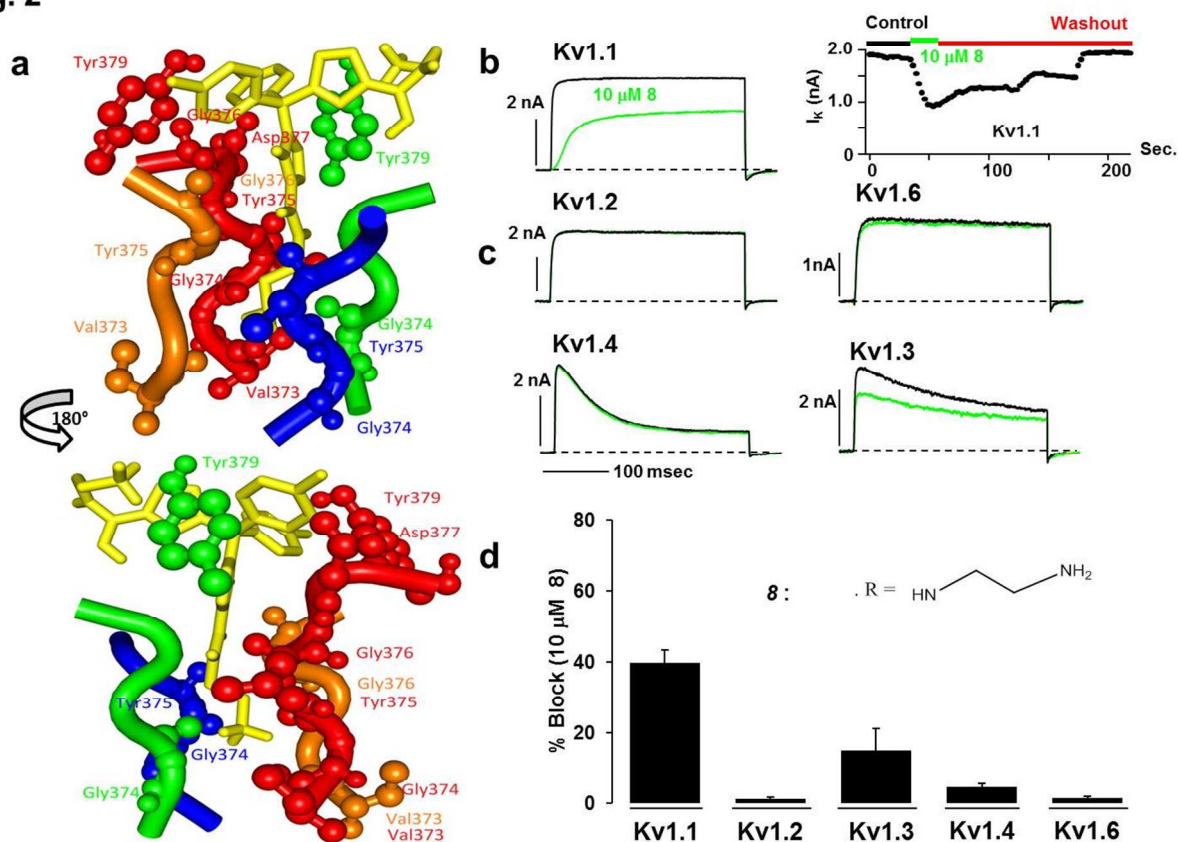 a
Tyr379
Gly376
Asp377
Tyr379
Gly376
Tyr375
Tyr375
Gly374
Val373
Gly374
Tyr375
Val373
Gly374
180°
Tyr379
Tyr379
Asp377
Gly376
Gly376
Tyr375
Tyr375
Gly374
Gly374
Gly374
Val373
Val373
b
Kv1.1
2 nA
10 µM 8
Control
Washout
10 µM 8
2.0
1.0
0
I_K (nA)
Kv1.1
Sec.
0
100
200
c
Kv1.2
2 nA
Kv1.6
1nA
Kv1.4
2 nA
100 msec
Kv1.3
2 nA
d
80
60
40
20
0
% Block (10 µM 8)
8 :
. R =
HN
NH₂
Kv1.1
Kv1.2
Kv1.3
Kv1.4
Kv1.6